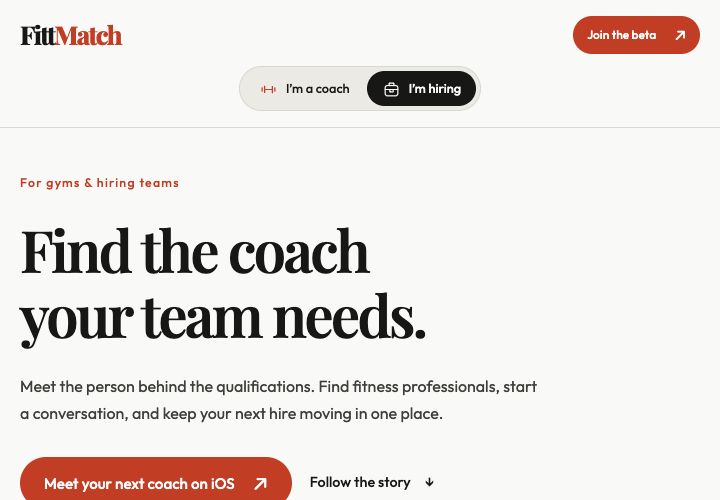 FittMatch
Join the beta
I'm a coach
I'm hiring
For gyms & hiring teams
Find the coach
your team needs.
Meet the person behind the qualifications. Find fitness professionals, start
a conversation, and keep your next hire moving in one place.
Meet your next coach on iOS
Follow the story